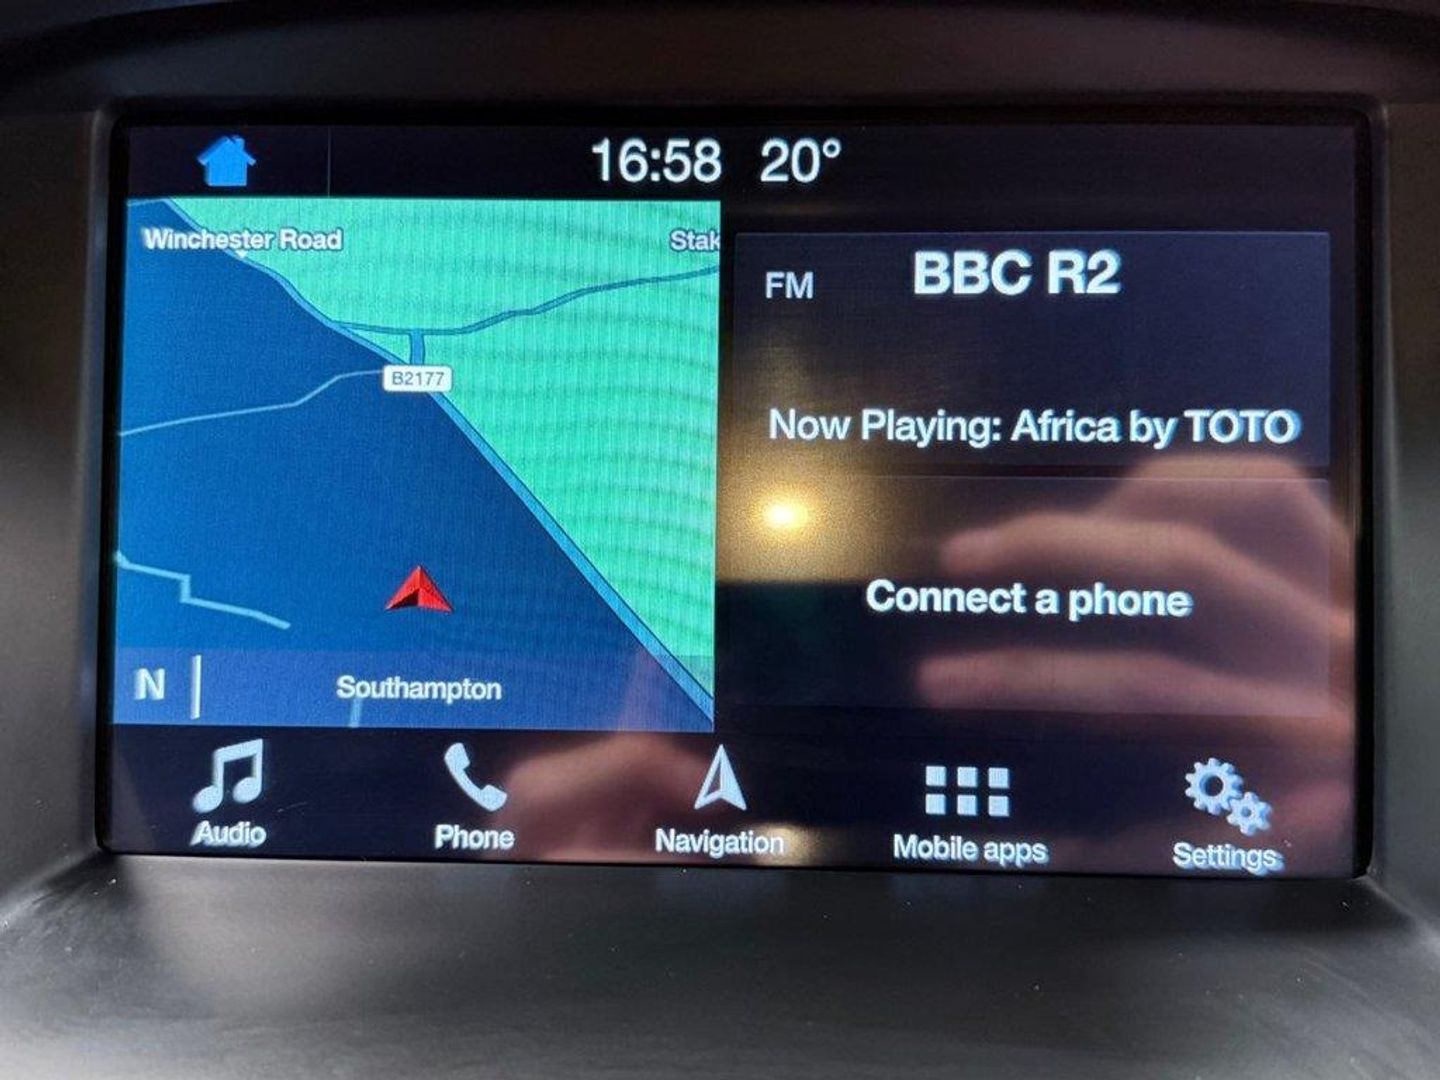 16:58 20°
Winchester Road
Stak
B2177
N
Southampton
FM
BBC R2
Now Playing: Africa by TOTO
Connect a phone
Audio
Phone
Navigation
Mobile apps
Settings